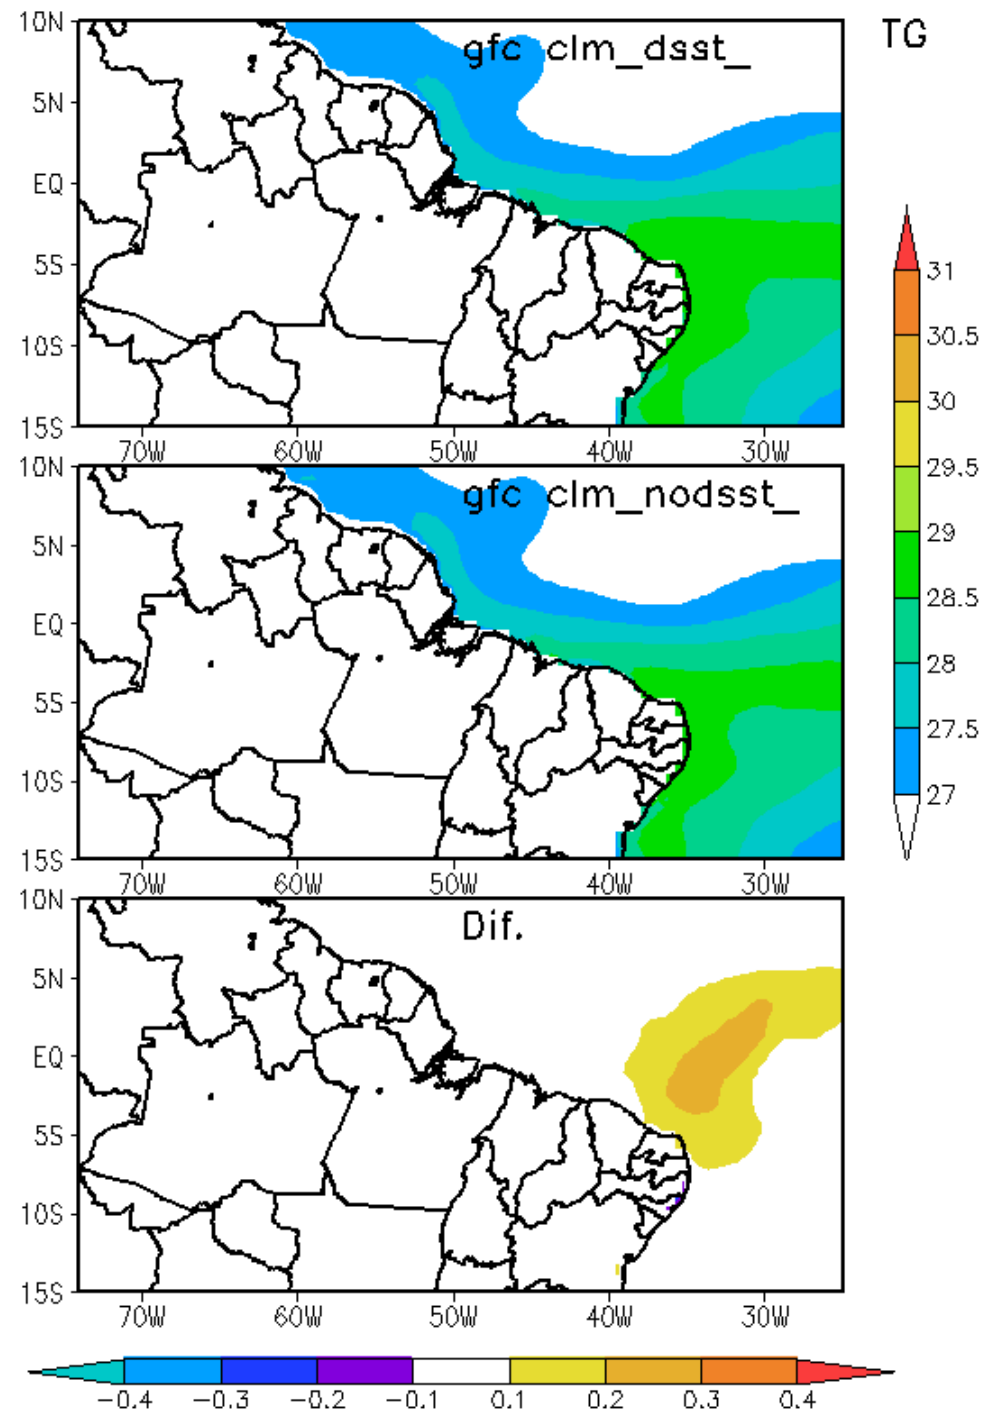 TG
gfc clm_dsst_
10N
5N
EQ
5S
10S
15S
70W 60W 50W 40W 30W
gfc clm_nodsst_
10N
5N
EQ
5S
10S
15S
70W 60W 50W 40W 30W
Dif.
10N
5N
EQ
5S
10S
15S
70W 60W 50W 40W 30W
31
30.5
30
29.5
29
28.5
28
27.5
27
-0.4 -0.3 -0.2 -0.1 0.1 0.2 0.3 0.4